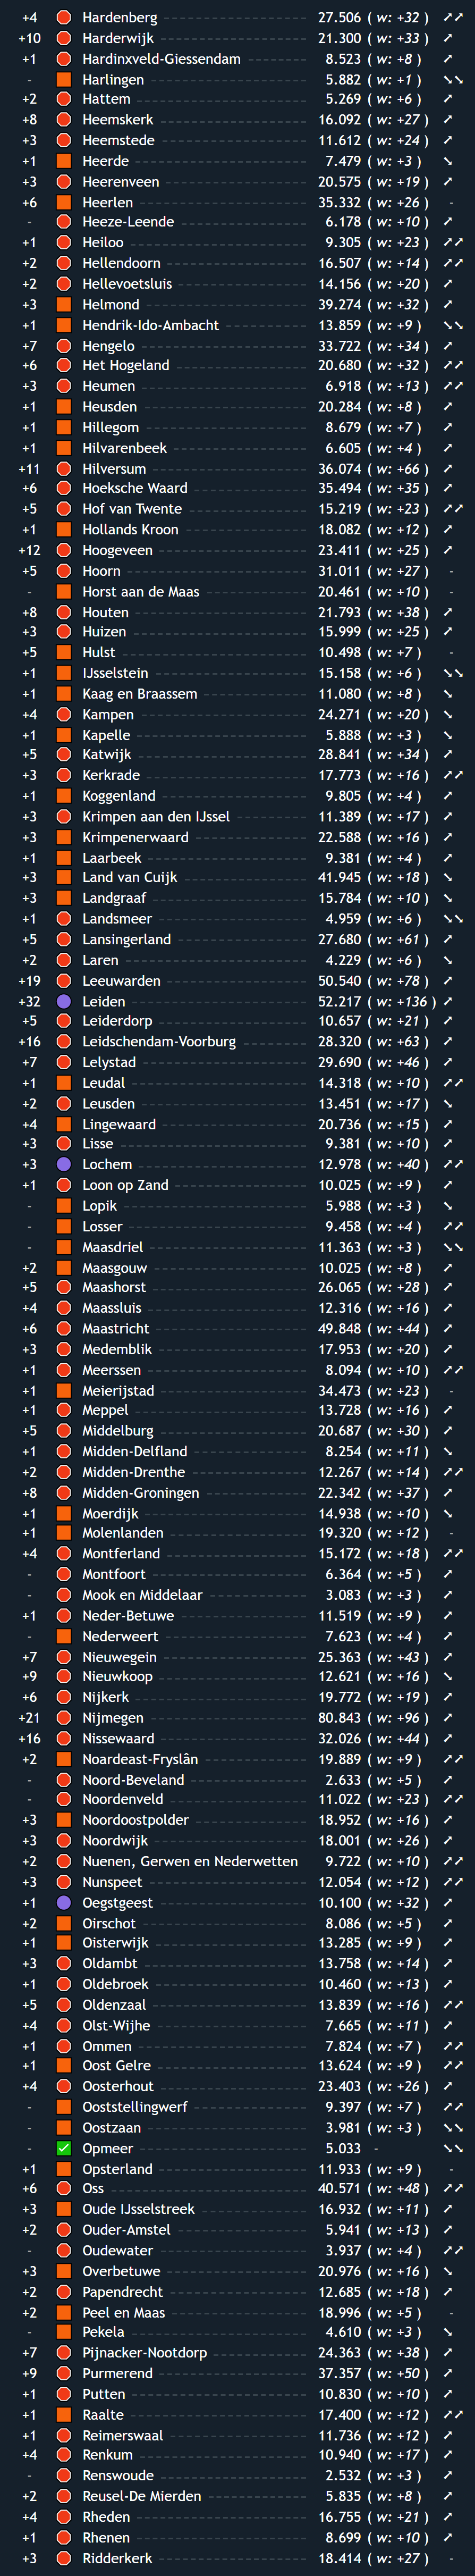 +4 Hardenberg 27.506 ( w: +32 ) ➚➚
+10 Harderwijk 21.300 ( w: +33 ) ➚
+1 Hardinxveld-Giessendam 8.523 ( w: +8 ) ➚
- Harlingen 5.882 ( w: +1 ) ➘➘
+2 Hattem 5.269 ( w: +6 ) ➚
+8 Heemskerk 16.092 ( w: +27 ) ➚
+3 Heemstede 11.612 ( w: +24 ) ➚
+1 Heerde 7.479 ( w: +3 ) ➘
+3 Heerenveen 20.575 ( w: +19 ) ➚
+6 Heerlen 35.332 ( w: +26 ) -
- Heeze-Leende 6.178 ( w: +10 ) ➚
+1 Heiloo 9.305 ( w: +23 ) ➚➚
+2 Hellendoorn 16.507 ( w: +14 ) ➚➚
+2 Hellevoetsluis 14.156 ( w: +20 ) ➚
+3 Helmond 39.274 ( w: +32 ) ➚
+1 Hendrik-Ido-Ambacht 13.859 ( w: +9 ) ➘➘
+7 Hengelo 33.722 ( w: +34 ) ➚
+6 Het Hogeland 20.680 ( w: +32 ) ➚➚
+3 Heumen 6.918 ( w: +13 ) ➚➚
+1 Heusden 20.284 ( w: +8 ) ➚
+1 Hillegom 8.679 ( w: +7 ) ➚
+1 Hilvarenbeek 6.605 ( w: +4 ) ➚
+11 Hilversum 36.074 ( w: +66 ) ➚
+6 Hoeksche Waard 35.494 ( w: +35 ) ➚
+5 Hof van Twente 15.219 ( w: +23 ) ➚➚
+1 Hollands Kroon 18.082 ( w: +12 ) ➚
+12 Hoogeveen 23.411 ( w: +25 ) ➚
+5 Hoorn 31.011 ( w: +27 ) -
- Horst aan de Maas 20.461 ( w: +10 ) -
+8 Houten 21.793 ( w: +38 ) ➚
+3 Huizen 15.999 ( w: +25 ) ➚
+5 Hulst 10.498 ( w: +7 ) -
+1 IJsselstein 15.158 ( w: +6 ) ➘➘
+1 Kaag en Braassem 11.080 ( w: +8 ) ➘
+4 Kampen 24.271 ( w: +20 ) ➘
+1 Kapelle 5.888 ( w: +3 ) ➘
+5 Katwijk 28.841 ( w: +34 ) ➚
+3 Kerkrade 17.773 ( w: +16 ) ➚➚
+1 Koggenland 9.805 ( w: +4 ) ➚
+3 Krimpen aan den IJssel 11.389 ( w: +17 ) ➚
+3 Krimpenerwaard 22.588 ( w: +16 ) ➚
+1 Laarbeek 9.381 ( w: +4 ) ➚
+3 Land van Cuijk 41.945 ( w: +18 ) ➘
+3 Landgraaf 15.784 ( w: +10 ) ➘
+1 Landsmeer 4.959 ( w: +6 ) ➘➘
+5 Lansingerland 27.680 ( w: +61 ) ➚
+2 Laren 4.229 ( w: +6 ) ➘
+19 Leeuwarden 50.540 ( w: +78 ) ➚
+32 Leiden 52.217 ( w: +136 ) ➚
+5 Leiderdorp 10.657 ( w: +21 ) ➚
+16 Leidschendam-Voorburg 28.320 ( w: +63 ) ➚
+7 Lelystad 29.690 ( w: +46 ) ➚
+1 Leudal 14.318 ( w: +10 ) ➚➚
+2 Leusden 13.451 ( w: +17 ) ➘
+4 Lingewaard 20.736 ( w: +15 ) ➚
+3 Lisse 9.381 ( w: +10 ) ➚
+3 Lochem 12.978 ( w: +40 ) ➚➚
+1 Loon op Zand 10.025 ( w: +9 ) ➚
- Lopik 5.988 ( w: +3 ) ➘
- Losser 9.458 ( w: +4 ) ➚➚
- Maasdriel 11.363 ( w: +3 ) ➘➘
+2 Maasgouw 10.025 ( w: +8 ) ➚
+5 Maashorst 26.065 ( w: +28 ) ➚
+4 Maassluis 12.316 ( w: +16 ) ➚
+6 Maastricht 49.848 ( w: +44 ) ➚
+3 Medemblik 17.953 ( w: +20 ) ➚
+1 Meerssen 8.094 ( w: +10 ) ➚➚
+1 Meierijstad 34.473 ( w: +23 ) -
+1 Meppel 13.728 ( w: +16 ) ➚
+5 Middelburg 20.687 ( w: +30 ) ➚
+1 Midden-Delfland 8.254 ( w: +11 ) ➘
+2 Midden-Drenthe 12.267 ( w: +14 ) ➚➚
+8 Midden-Groningen 22.342 ( w: +37 ) ➚
+1 Moerdijk 14.938 ( w: +10 ) ➘
+1 Molenlanden 19.320 ( w: +12 ) -
+4 Montferland 15.172 ( w: +18 ) ➚➚
- Montfoort 6.364 ( w: +5 ) ➚
- Mook en Middelaar 3.083 ( w: +3 ) ➚
+1 Neder-Betuwe 11.519 ( w: +9 ) ➚
- Nederweert 7.623 ( w: +4 ) ➚
+7 Nieuwegein 25.363 ( w: +43 ) ➚
+9 Nieuwkoop 12.621 ( w: +16 ) ➘
+6 Nijkerk 19.772 ( w: +19 ) ➚
+21 Nijmegen 80.843 ( w: +96 ) ➚
+16 Nissewaard 32.026 ( w: +44 ) ➚
+2 Noardeast-Fryslân 19.889 ( w: +9 ) ➚➚
- Noord-Beveland 2.633 ( w: +5 ) ➚
- Noordenveld 11.022 ( w: +23 ) ➚➚
+3 Noordoostpolder 18.952 ( w: +16 ) ➚
+3 Noordwijk 18.001 ( w: +26 ) ➚
+2 Nuenen, Gerwen en Nederwetten 9.722 ( w: +10 ) ➚➚
+3 Nunspeet 12.054 ( w: +12 ) ➚➚
+1 Oegstgeest 10.100 ( w: +32 ) ➚
+2 Oirschot 8.086 ( w: +5 ) ➚
+1 Oisterwijk 13.285 ( w: +9 ) ➚
+3 Oldambt 13.758 ( w: +14 ) ➚
+1 Oldebroek 10.460 ( w: +13 ) ➚
+5 Oldenzaal 13.839 ( w: +16 ) ➚➚
+4 Olst-Wijhe 7.665 ( w: +11 ) ➚
+1 Ommen 7.824 ( w: +7 ) ➚➚
+1 Oost Gelre 13.624 ( w: +9 ) ➚➚
+4 Oosterhout 23.403 ( w: +26 ) ➚
- Ooststellingwerf 9.397 ( w: +7 ) ➚➚
- Oostzaan 3.981 ( w: +3 ) ➘➘
- Opmeer 5.033 - ➘➘
+1 Opsterland 11.933 ( w: +9 ) -
+6 Oss 40.571 ( w: +48 ) ➚➚
+3 Oude IJsselstreek 16.932 ( w: +11 ) ➚
+2 Ouder-Amstel 5.941 ( w: +13 ) ➚
- Oudewater 3.937 ( w: +4 ) ➚➚
+3 Overbetuwe 20.976 ( w: +16 ) ➘
+2 Papendrecht 12.685 ( w: +18 ) ➚
+2 Peel en Maas 18.996 ( w: +5 ) -
- Pekela 4.610 ( w: +3 ) ➘
+7 Pijnacker-Nootdorp 24.363 ( w: +38 ) ➚
+9 Purmerend 37.357 ( w: +50 ) ➚
+1 Putten 10.830 ( w: +10 ) ➚
+1 Raalte 17.400 ( w: +12 ) ➚➚
+1 Reimerswaal 11.736 ( w: +12 ) ➚
+4 Renkum 10.940 ( w: +17 ) ➚
- Renswoude 2.532 ( w: +3 ) ➚
+2 Reusel-De Mierden 5.835 ( w: +8 ) ➚
+4 Rheden 16.755 ( w: +21 ) ➚
+1 Rhenen 8.699 ( w: +10 ) ➚
+3 Ridderkerk 18.414 ( w: +27 ) -